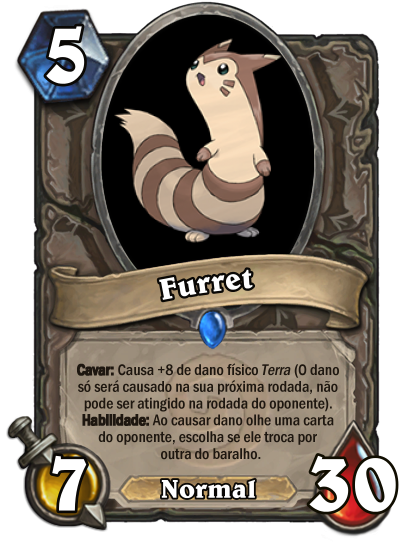 5
Furret
Cavar: Causa +8 de dano físico Terra (O dano
só será causado na sua próxima rodada, não
pode ser atingido na rodada do oponente).
Habilidade: Ao causar dano olhe uma carta
do oponente, escolha se ele troca por
outra do baralho.
7
Normal
30